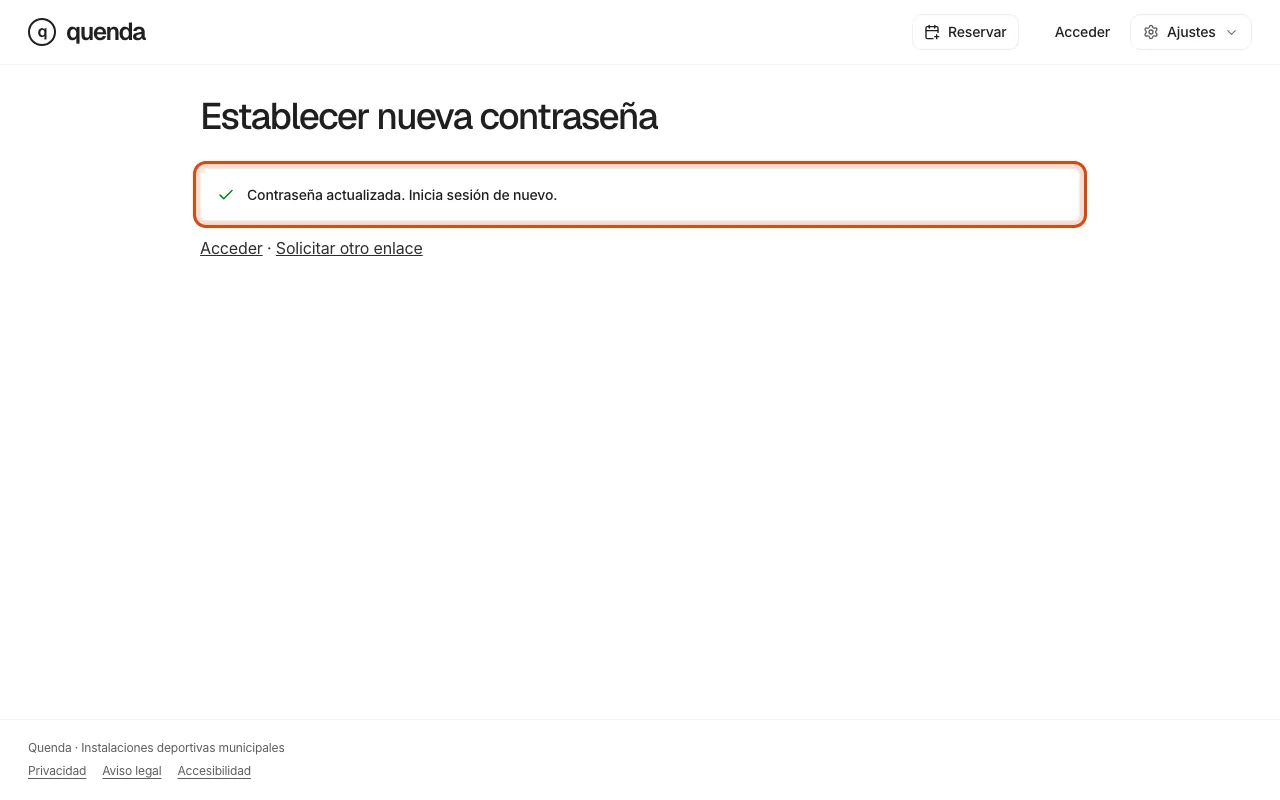 q quenda
Reservar
Acceder
Ajustes
Establecer nueva contraseña
Contraseña actualizada. Inicia sesión de nuevo.
Acceder · Solicitar otro enlace
Quenda · Instalaciones deportivas municipales
Privacidad Aviso legal Accesibilidad